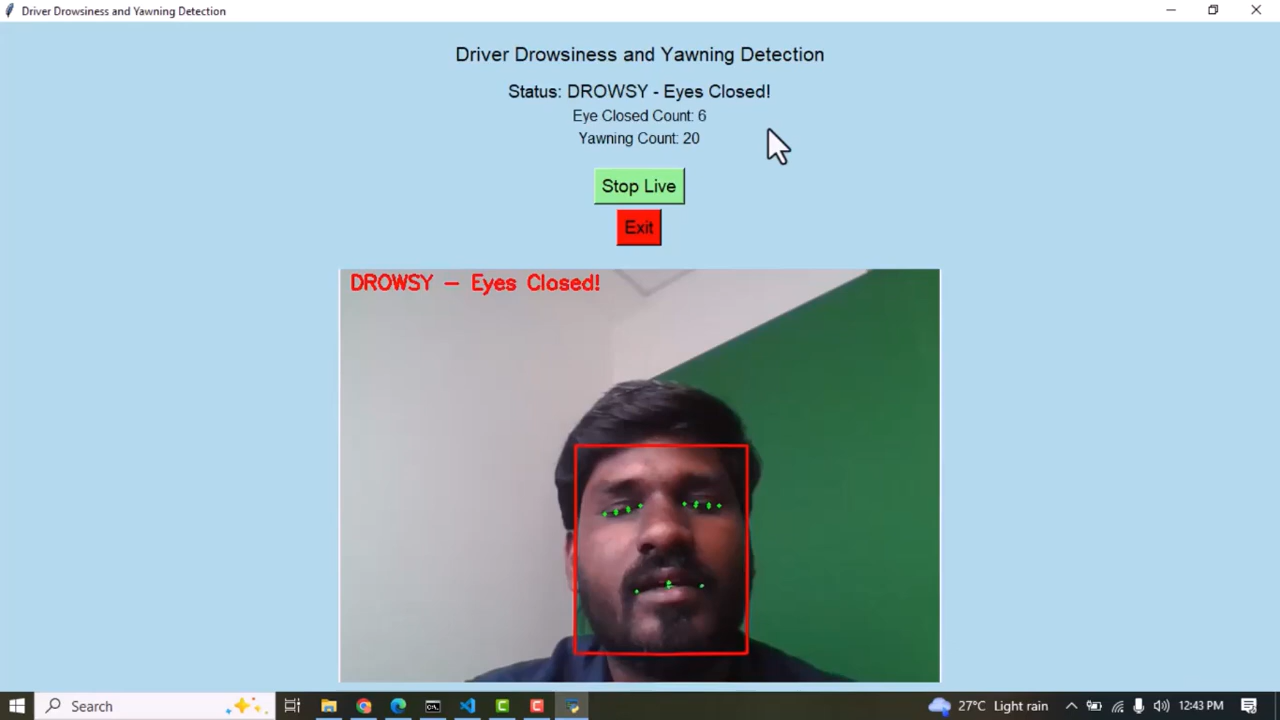 Driver Drowsiness and Yawning Detection
Driver Drowsiness and Yawning Detection
Status: DROWSY - Eyes Closed!
Eye Closed Count: 6
Yawning Count: 20
Stop Live
Exit
DROWSY - Eyes Closed!
Search
27°C Light rain
12:43 PM